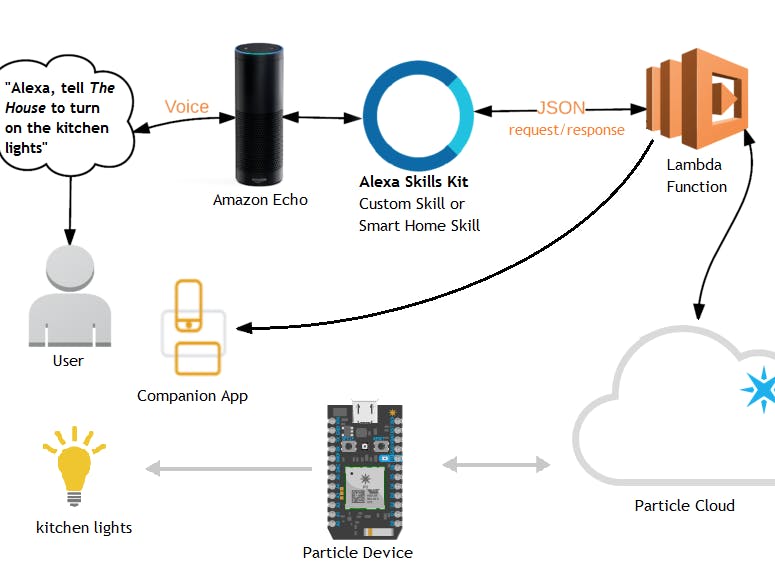 "Alexa, tell The
House to turn
on the kitchen
lights"
Voice
Amazon Echo
Alexa Skills Kit
Custom Skill or
Smart Home Skill
JSON
request/response
Lambda
Function
User
Companion App
kitchen lights
Particle Device
Particle Cloud